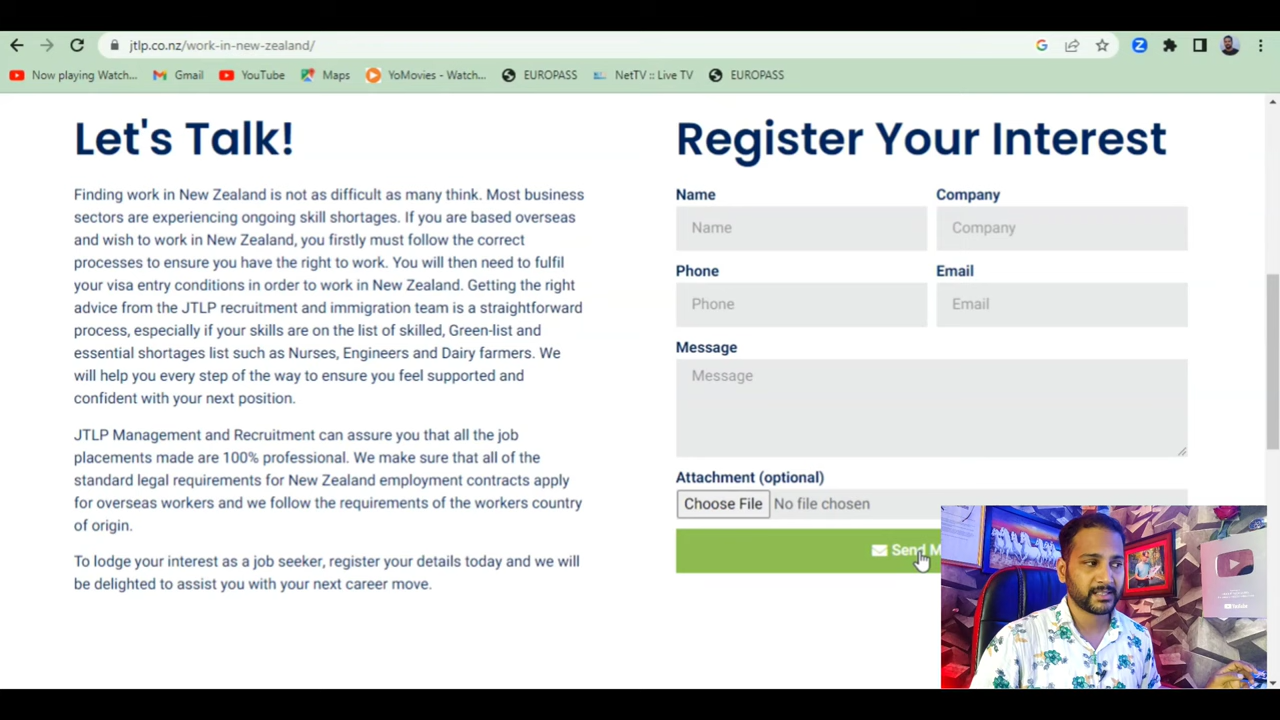 jtlp.co.nz/work-in-new-zealand/
Now playing Watch...
Gmail
YouTube
Maps
YoMovies - Watch...
EUROPASS
NetTV :: Live TV
EUROPASS
Let's Talk!
Finding work in New Zealand is not as difficult as many think. Most business
sectors are experiencing ongoing skill shortages. If you are based overseas
and wish to work in New Zealand, you firstly must follow the correct
processes to ensure you have the right to work. You will then need to fulfil
your visa entry conditions in order to work in New Zealand. Getting the right
advice from the JTLP recruitment and immigration team is a straightforward
process, especially if your skills are on the list of skilled, Green-list and
essential shortages list such as Nurses, Engineers and Dairy farmers. We
will help you every step of the way to ensure you feel supported and
confident with your next position.
JTLP Management and Recruitment can assure you that all the job
placements made are 100% professional. We make sure that all of the
standard legal requirements for New Zealand employment contracts apply
for overseas workers and we follow the requirements of the workers country
of origin.
To lodge your interest as a job seeker, register your details today and we will
be delighted to assist you with your next career move.
Register Your Interest
Name
Company
Name
Company
Phone
Email
Phone
Email
Message
Message
Attachment (optional)
Choose File No file chosen
Send M
YouTube